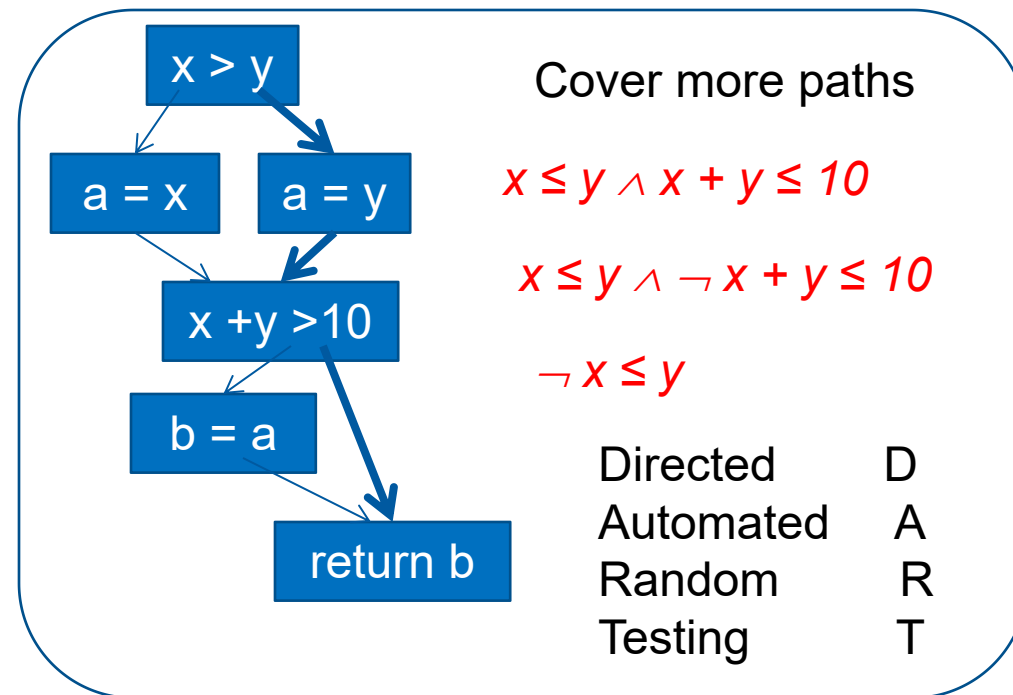 x > y
a = x
a = y
x +y >10
b = a
return b
Cover more paths
x ≤ y ∧ x + y ≤ 10
x ≤ y ∧ ¬ x + y ≤ 10
¬ x ≤ y
Directed D
Automated A
Random R
Testing T